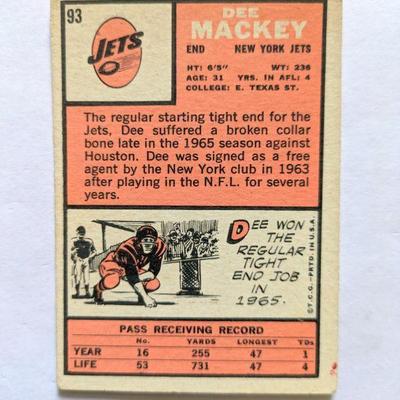 93
JETS
DEE
MACKEY
END NEW YORK JETS
HT: 6'5" WT: 236
AGE: 31 YRS. IN AFL: 4
COLLEGE: E. TEXAS ST.
The regular starting tight end for the
Jets, Dee suffered a broken collar
bone late in the 1965 season against
Houston. Dee was signed as a free
agent by the New York club in 1963
after playing in the N.F.L. for several
years.
DEE WON
THE
REGULAR
TIGHT
END JOB
IN
1965.
©T.C.G.-PRTD. IN U.S.A.
PASS RECEIVING RECORD
No. YARDS LONGEST TDs
YEAR 16 255 47 1
LIFE 53 731 47 4